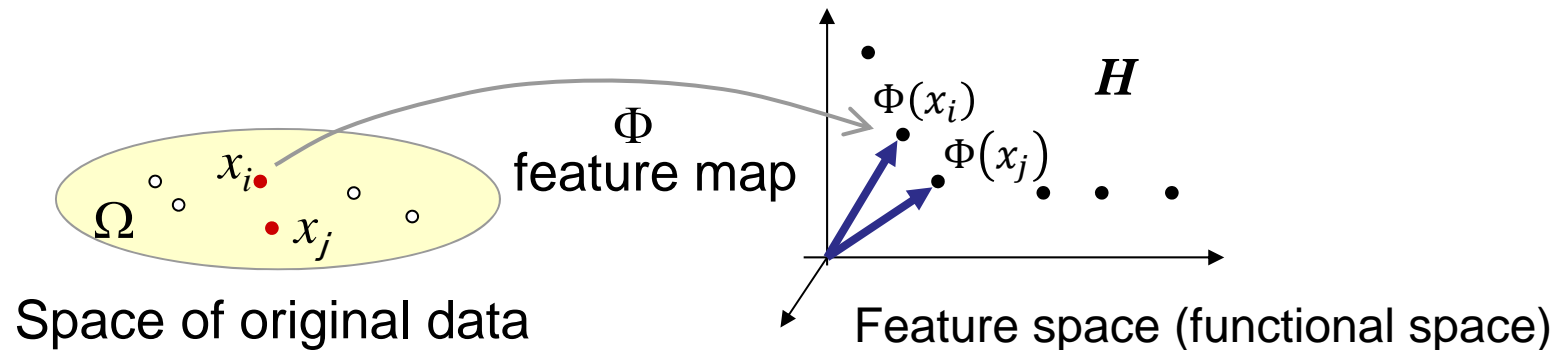 H
Φ(x_i)
Φ
x_i
feature map
Φ(x_j)
Ω
x_j
Space of original data
Feature space (functional space)